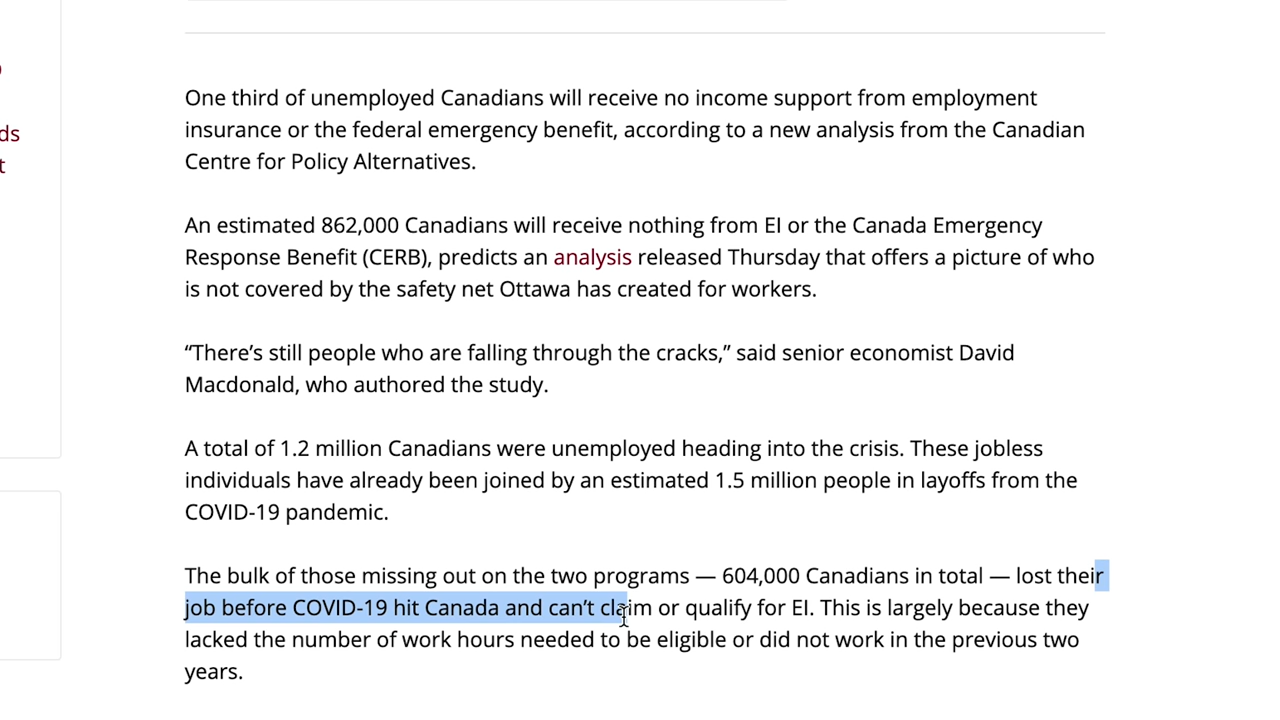 ds
t
One third of unemployed Canadians will receive no income support from employment
insurance or the federal emergency benefit, according to a new analysis from the Canadian
Centre for Policy Alternatives.
An estimated 862,000 Canadians will receive nothing from EI or the Canada Emergency
Response Benefit (CERB), predicts an analysis released Thursday that offers a picture of who
is not covered by the safety net Ottawa has created for workers.
“There’s still people who are falling through the cracks,” said senior economist David
Macdonald, who authored the study.
A total of 1.2 million Canadians were unemployed heading into the crisis. These jobless
individuals have already been joined by an estimated 1.5 million people in layoffs from the
COVID-19 pandemic.
The bulk of those missing out on the two programs — 604,000 Canadians in total — lost their
job before COVID-19 hit Canada and can’t claim or qualify for EI. This is largely because they
lacked the number of work hours needed to be eligible or did not work in the previous two
years.